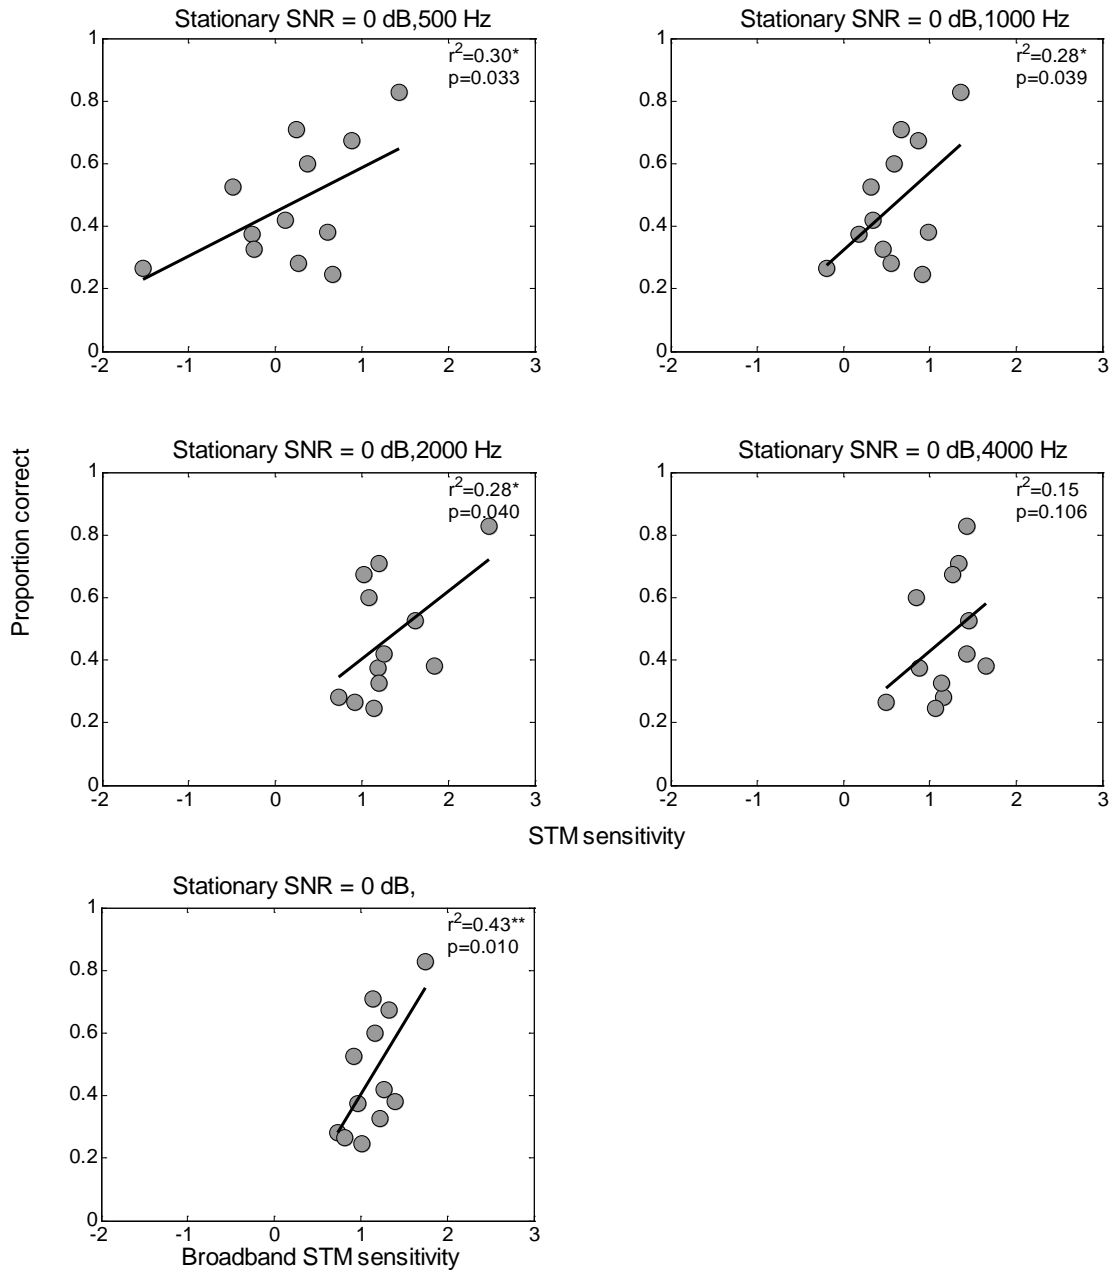 Stationary SNR = 0 dB,500 Hz
r²=0.30*
p=0.033
1
0.8
0.6
0.4
0.2
0
-2 -1 0 1 2 3
Stationary SNR = 0 dB,1000 Hz
r²=0.28*
p=0.039
1
0.8
0.6
0.4
0.2
0
-2 -1 0 1 2 3
Proportion correct
Stationary SNR = 0 dB,2000 Hz
r²=0.28*
p=0.040
1
0.8
0.6
0.4
0.2
0
-2 -1 0 1 2 3
Stationary SNR = 0 dB,4000 Hz
r²=0.15
p=0.106
1
0.8
0.6
0.4
0.2
0
-2 -1 0 1 2 3
STM sensitivity
Stationary SNR = 0 dB,
r²=0.43**
p=0.010
1
0.8
0.6
0.4
0.2
0
-2 -1 0 1 2 3
Broadband STM sensitivity